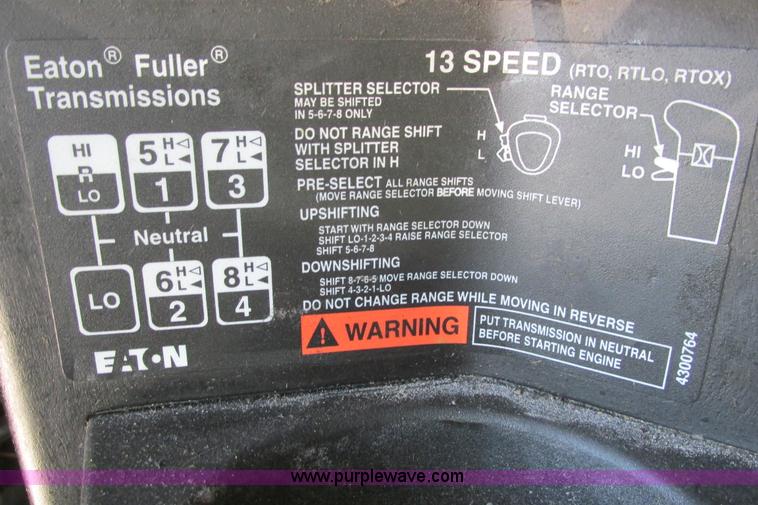 Eaton® Fuller®
Transmissions
13 SPEED (RTO, RTLO, RTOX)
SPLITTER SELECTOR
MAY BE SHIFTED
IN 5-6-7-8 ONLY
H
L
RANGE
SELECTOR
HI
LO
DO NOT RANGE SHIFT
WITH SPLITTER
SELECTOR IN H
PRE-SELECT ALL RANGE SHIFTS
(MOVE RANGE SELECTOR BEFORE MOVING SHIFT LEVER)
UPSHIFTING
START WITH RANGE SELECTOR DOWN
SHIFT LO-1-2-3-4 RAISE RANGE SELECTOR
SHIFT 5-6-7-8
DOWNSHIFTING
SHIFT 8-7-6-5 MOVE RANGE SELECTOR DOWN
SHIFT 4-3-2-1-LO
DO NOT CHANGE RANGE WHILE MOVING IN REVERSE
HI
R
LO
5 H
L
1
7 H
L
3
Neutral
LO
6 H
L
2
8 H
L
4
EATON
WARNING
PUT TRANSMISSION IN NEUTRAL
BEFORE STARTING ENGINE
4300764
www.purplewave.com